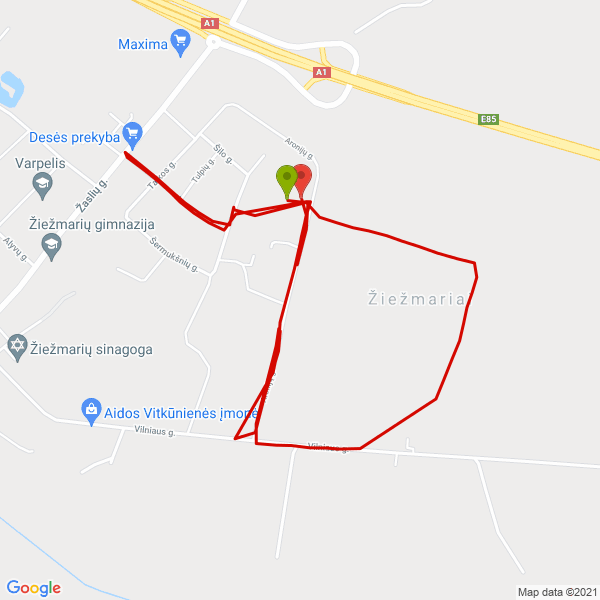 A1
Maxima
A1
E85
Desės prekyba
Aronijų g.
Šilo g.
Varpelis
Tulpių g.
Taikos g.
Žaslių g.
Žiežmarių gimnazija
Alyvų g.
Šermukšnių g.
Žiežmaria
Žiežmarių sinagoga
Aidos Vitkūnienės įmonė
Vilniaus g.
Vilniaus g.
Google
Map data ©2021